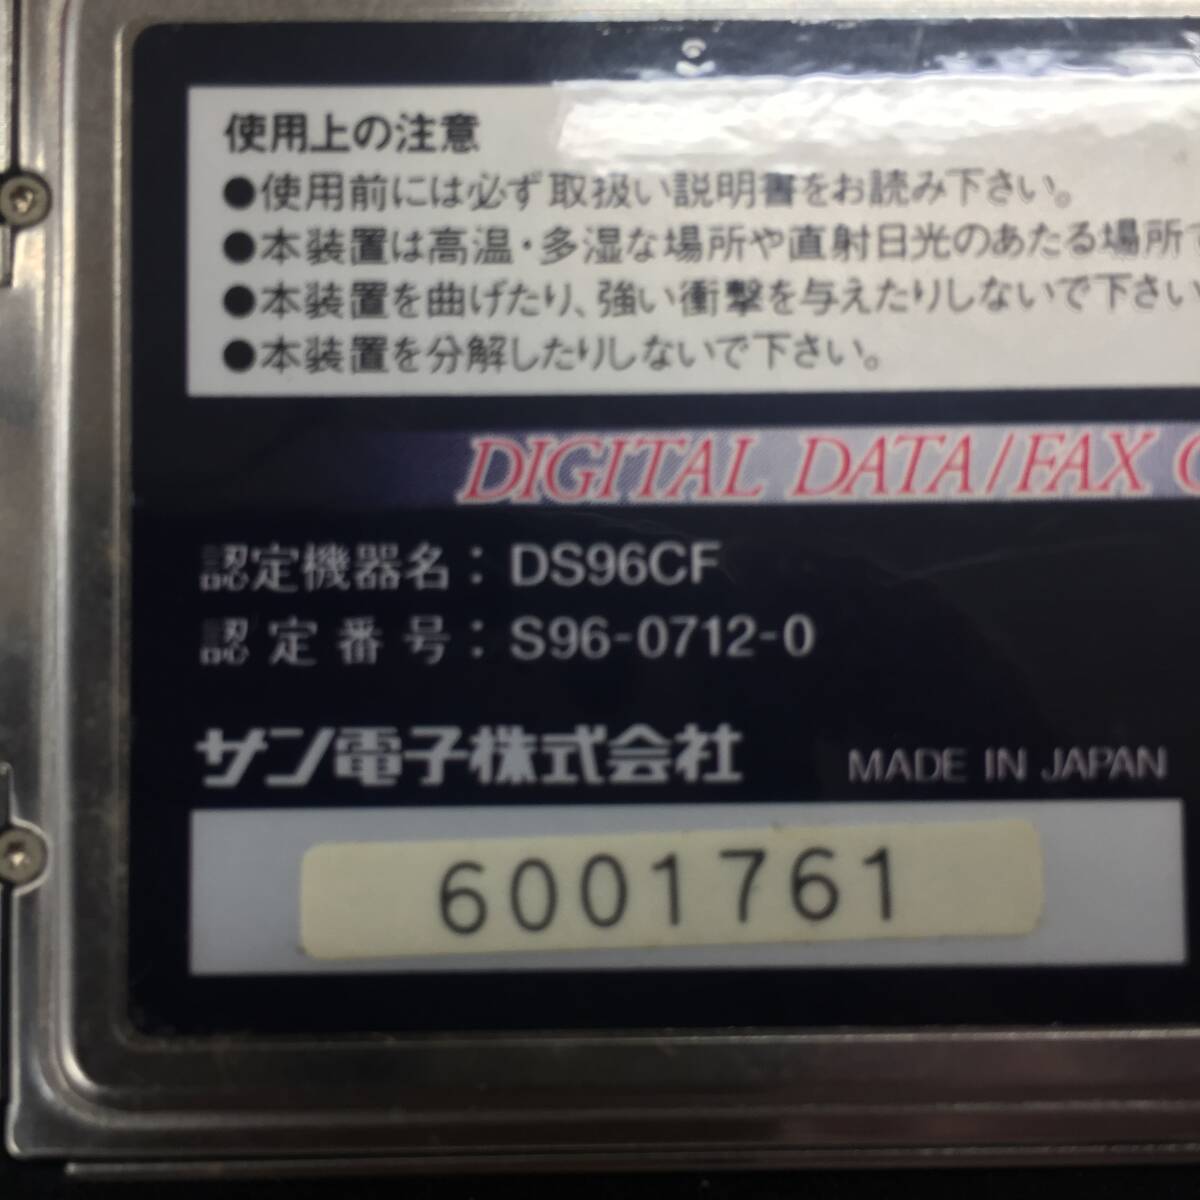 使用上の注意
●使用前には必ず取扱い説明書をお読み下さい。
●本装置は高温・多湿な場所や直射日光のあたる場所で
●本装置を曲げたり、強い衝撃を与えたりしないで下さい
●本装置を分解したりしないで下さい。
DIGITAL DATA/FAX C
認定機器名：DS96CF
認定番号：S96-0712-0
サン電子株式会社 MADE IN JAPAN
6001761